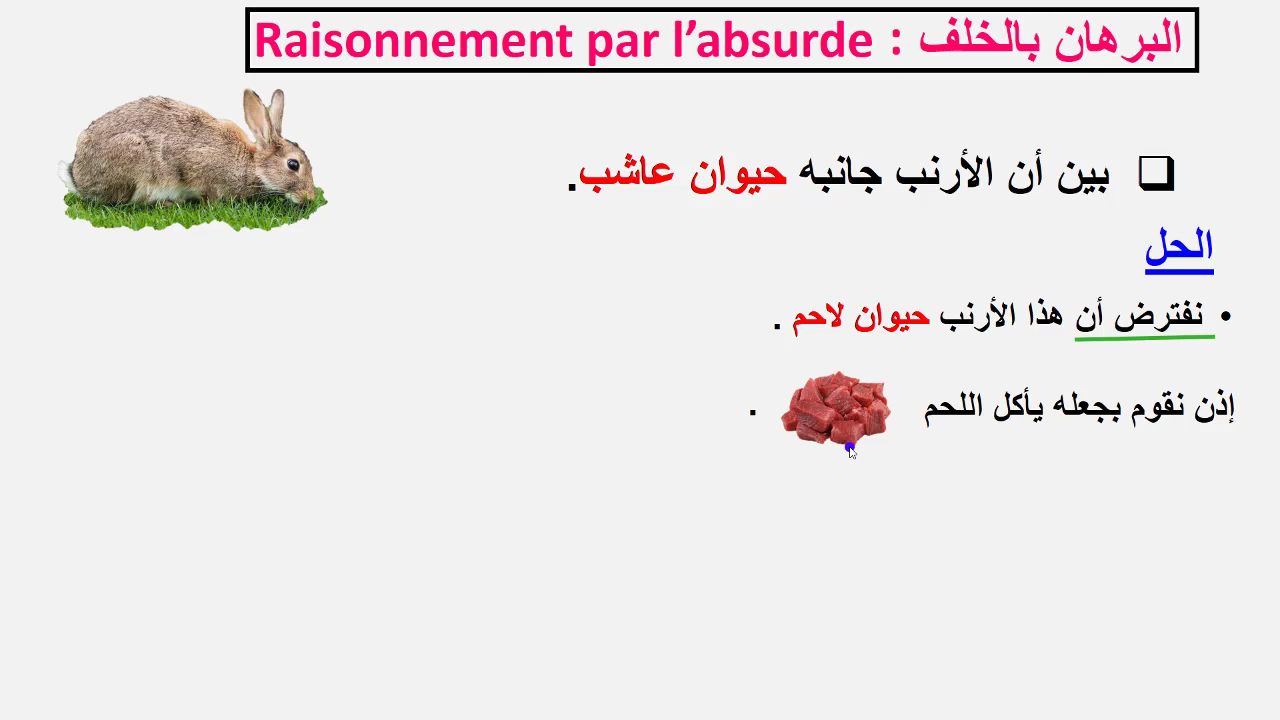 البرهان بالخلف : Raisonnement par l’absurde
❑ بين أن الأرنب جانبه حيوان عاشب.
الحل
• نفترض أن هذا الأرنب حيوان لاحم .
إذن نقوم بجعله يأكل اللحم .